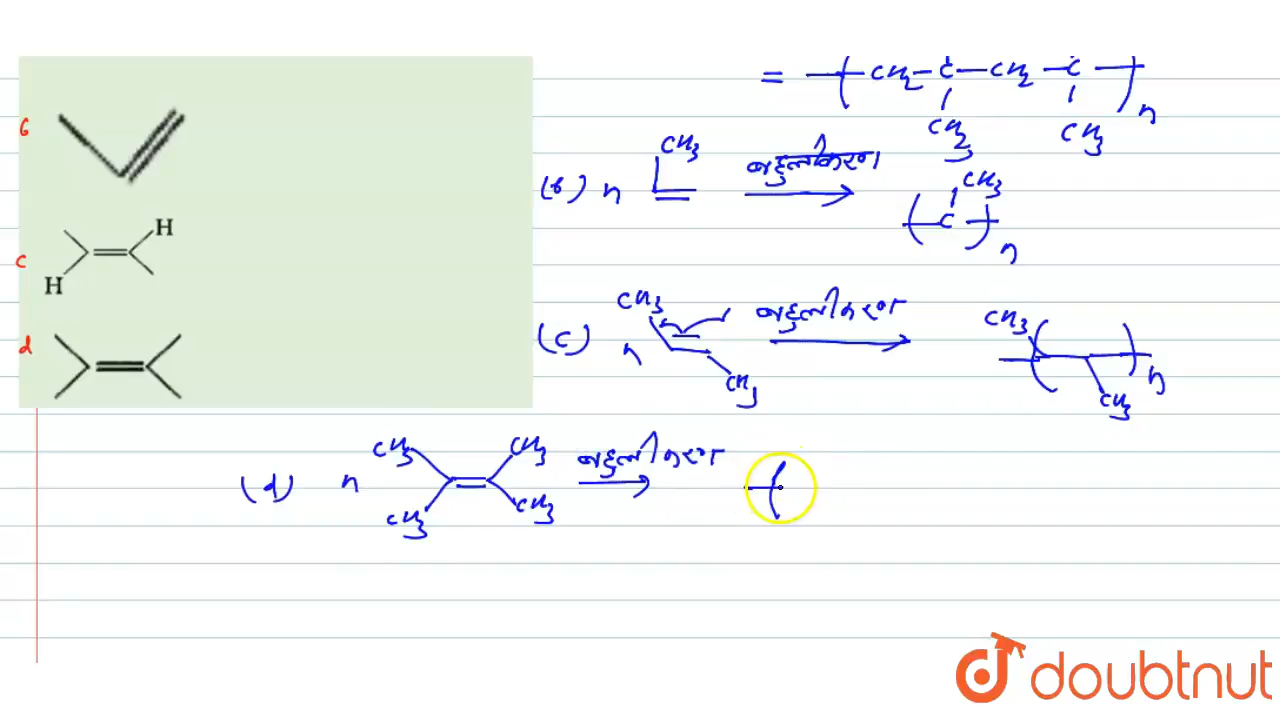 = ( CH2 - C - CH2 - C )n
CH3 CH3
b
CH3
(b) n बहुलीकरण CH3
( C )n
H
c
H
CH3
(c) n बहुलीकरण CH3 ( )n
CH3 CH3
d
CH3 CH3
(d) n बहुलीकरण (
CH3 CH3
doubtnut